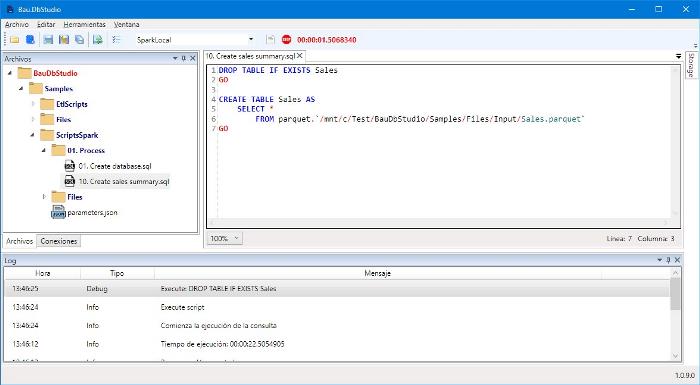 Bau.DbStudio
Archivo Editar Herramientas Ventana
SparkLocal
STOP
00:00:01.5068340
Archivos
BauDbStudio
Samples
EtlScripts
Files
ScriptsSpark
01. Process
01. Create database.sql
10. Create sales summary.sql
Files
parameters.json
Archivos Conexiones
10. Create sales summary.sql
1 DROP TABLE IF EXISTS Sales
2 GO
3
4 CREATE TABLE Sales AS
5 SELECT *
6 FROM parquet.`/mnt/c/Test/BauDbStudio/Samples/Files/Input/Sales.parquet`
7 GO
100%
Línea: 7 Columna: 3
Storage
Log
Hora Tipo Mensaje
13:46:25 Debug Execute: DROP TABLE IF EXISTS Sales
13:46:24 Info Execute script
13:46:24 Info Comienza la ejecución de la consulta
13:46:12 Info Tiempo de ejecución: 00:00:22.5054905
1.0.9.0